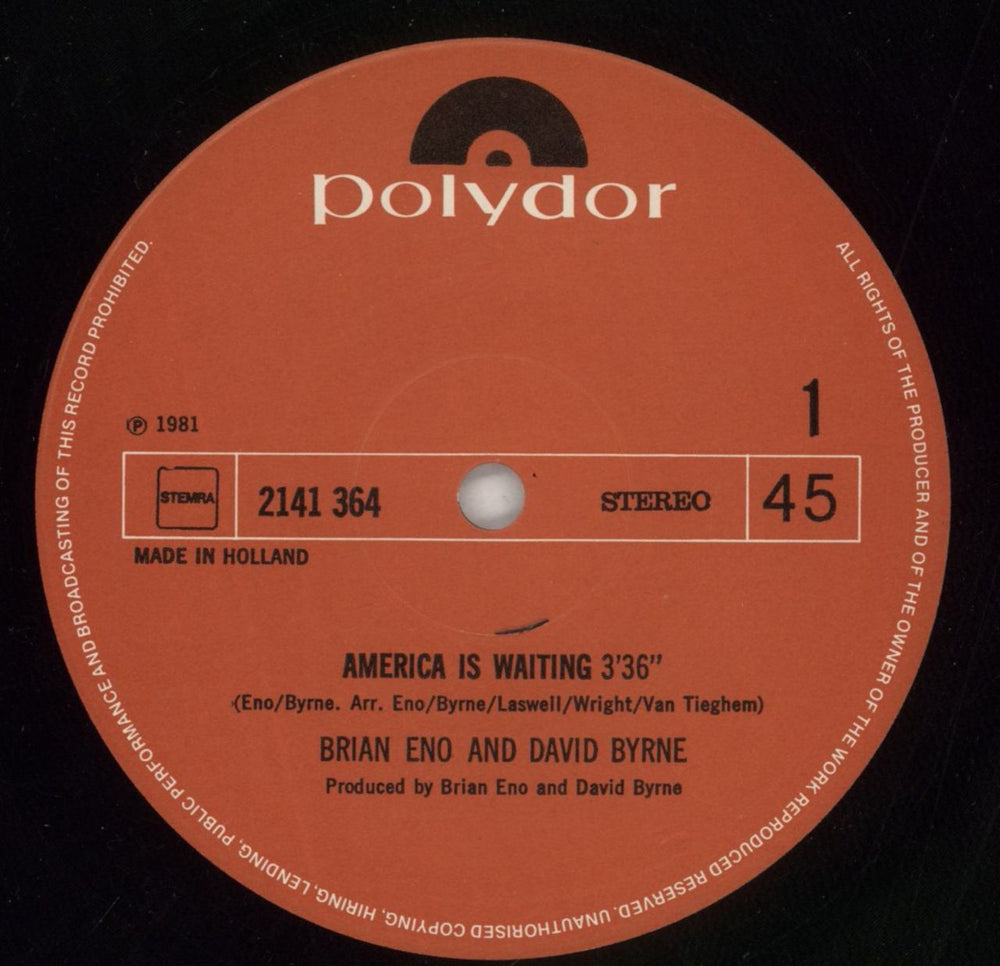 polydor
ALL RIGHTS OF THE PRODUCER AND OF THE OWNER OF THE WORK REPRODUCED RESERVED. UNAUTHORISED COPYING, HIRING, LENDING, PUBLIC PERFORMANCE AND BROADCASTING OF THIS RECORD PROHIBITED.
1
℗ 1981
STEMRA 2141 364 STEREO 45
MADE IN HOLLAND
AMERICA IS WAITING 3'36"
(Eno/Byrne. Arr. Eno/Byrne/Laswell/Wright/Van Tieghem)
BRIAN ENO AND DAVID BYRNE
Produced by Brian Eno and David Byrne